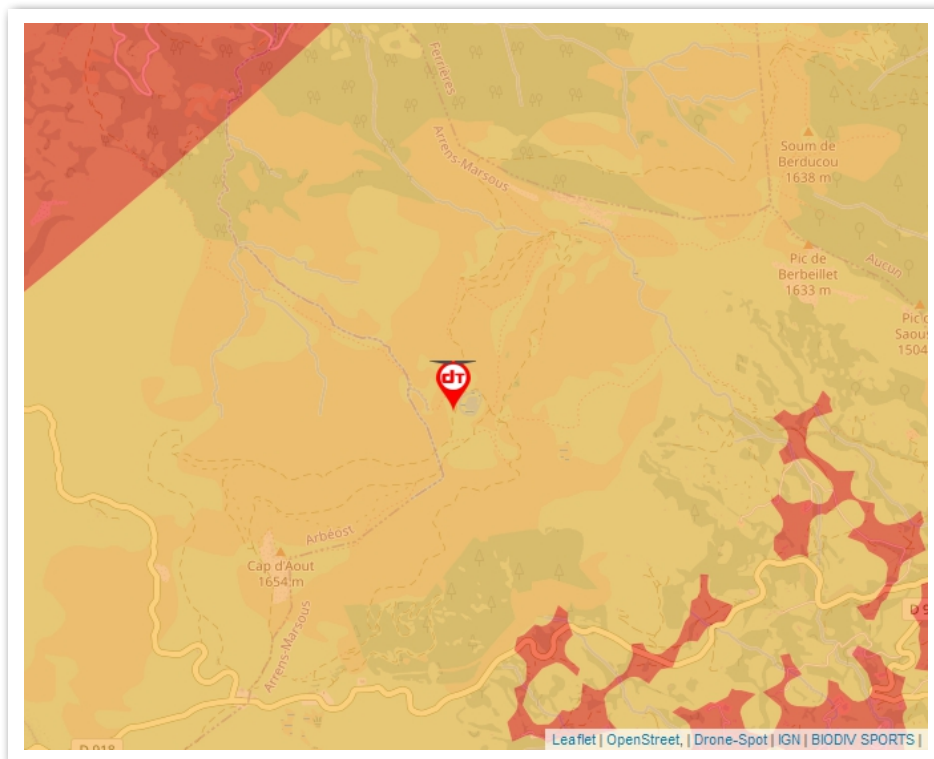 Ferrières
Arrens-Marsous
Soum de
Berducou
1638 m
Pic de
Berbeillet
1633 m
Aucun
Pic d
Saous
1504
dT
Arbéost
Cap d'Aout
1654 m
Arrens-Marsous
D 9
D 918
Leaflet | OpenStreet, | Drone-Spot | IGN | BIODIV SPORTS |